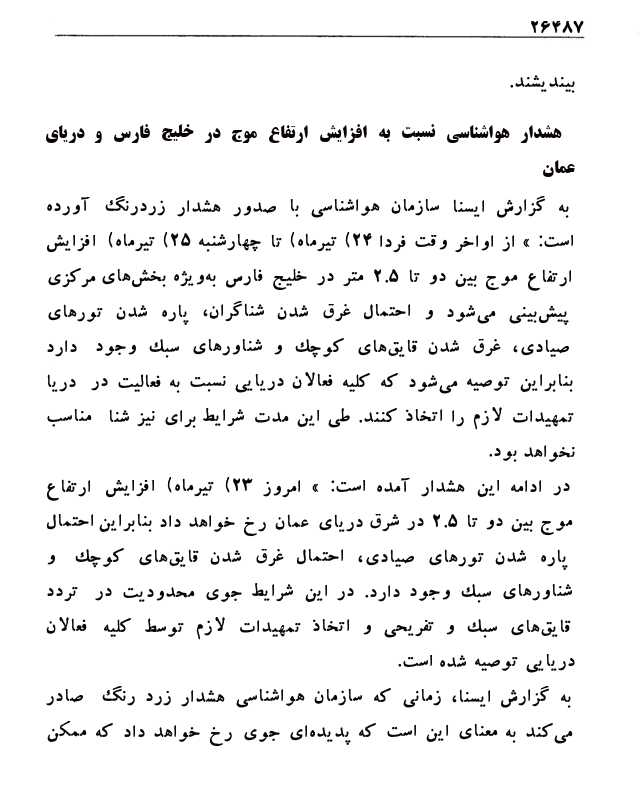 ۲۶۴۸۷
بیندیشند.
هشدار هواشناسی نسبت به افزایش ارتفاع موج در خلیج فارس و دریای
عمان
به گزارش ایسنا سازمان هواشناسی با صدور هشدار زردرنگ آورده
است: » از اواخر وقت فردا ۲۴) تیرماه) تا چهارشنبه ۲۵) تیرماه) افزایش
ارتفاع موج بین دو تا ۲.۵ متر در خلیج فارس به‌ویژه بخش‌های مرکزی
پیش‌بینی می‌شود و احتمال غرق شدن شناگران، پاره شدن تورهای
صیادی، غرق شدن قایق‌های کوچك و شناورهای سبك وجود دارد
بنابراین توصیه می‌شود که کلیه فعالان دریایی نسبت به فعالیت در دریا
تمهیدات لازم را اتخاذ کنند. طی این مدت شرایط برای نیز شنا مناسب
نخواهد بود.
در ادامه این هشدار آمده است: » امروز ۲۳) تیرماه) افزایش ارتفاع
موج بین دو تا ۲.۵ در شرق دریای عمان رخ خواهد داد بنابراین احتمال
پاره شدن تورهای صیادی، احتمال غرق شدن قایق‌های کوچك و
شناورهای سبك وجود دارد. در این شرایط جوی محدودیت در تردد
قایق‌های سبك و تفریحی و اتخاذ تمهیدات لازم توسط کلیه فعالان
دریایی توصیه شده است.
به گزارش ایسنا، زمانی که سازمان هواشناسی هشدار زرد رنگ صادر
می‌کند به معنای این است که پدیده‌ای جوی رخ خواهد داد که ممکن